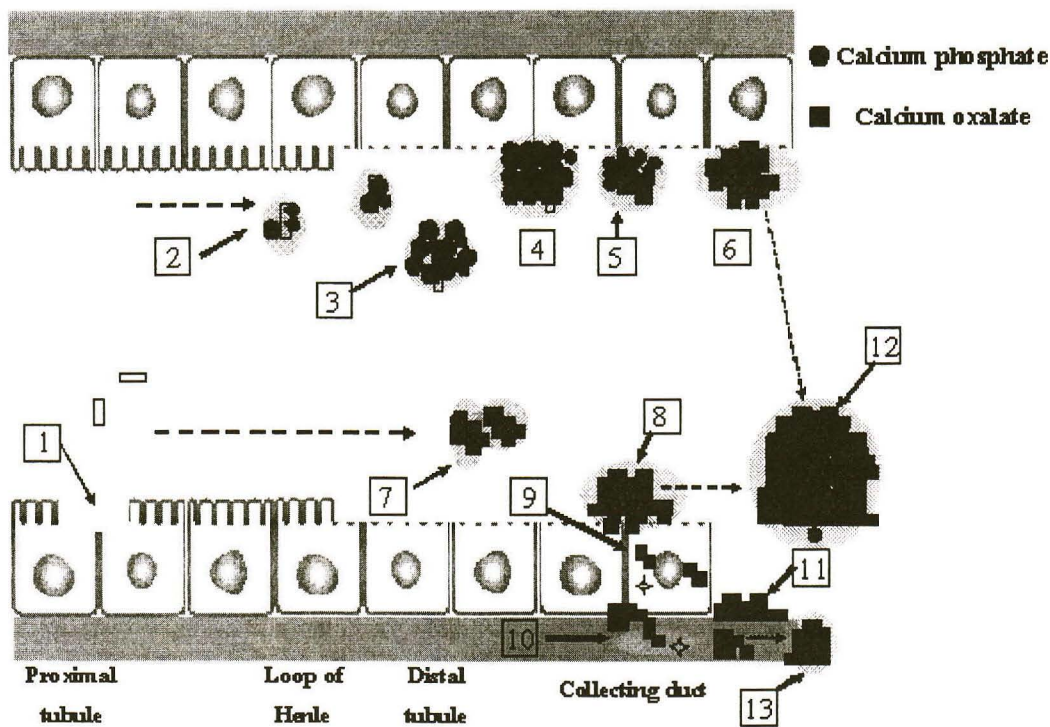 Calcium phosphate
Calcium oxalate
2
3
4
5
6
12
1
7
8
9
11
10
13
Proximal
tubule
Loop of
Henle
Distal
tubule
Collecting duct